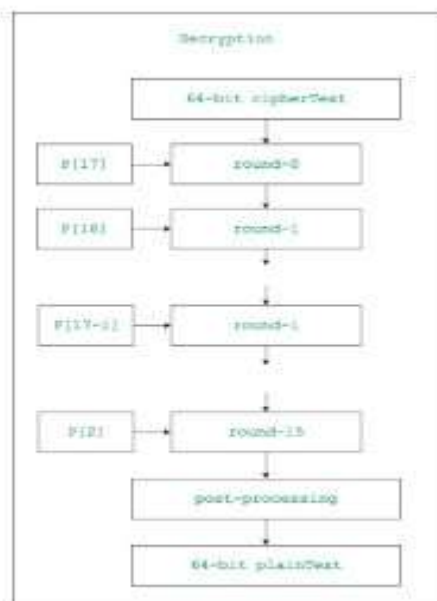 Decryption
64-bit cipherText
P[17]
round-0
P[16]
round-1
P[17-i]
round-i
P[2]
round-15
post-processing
64-bit plainText